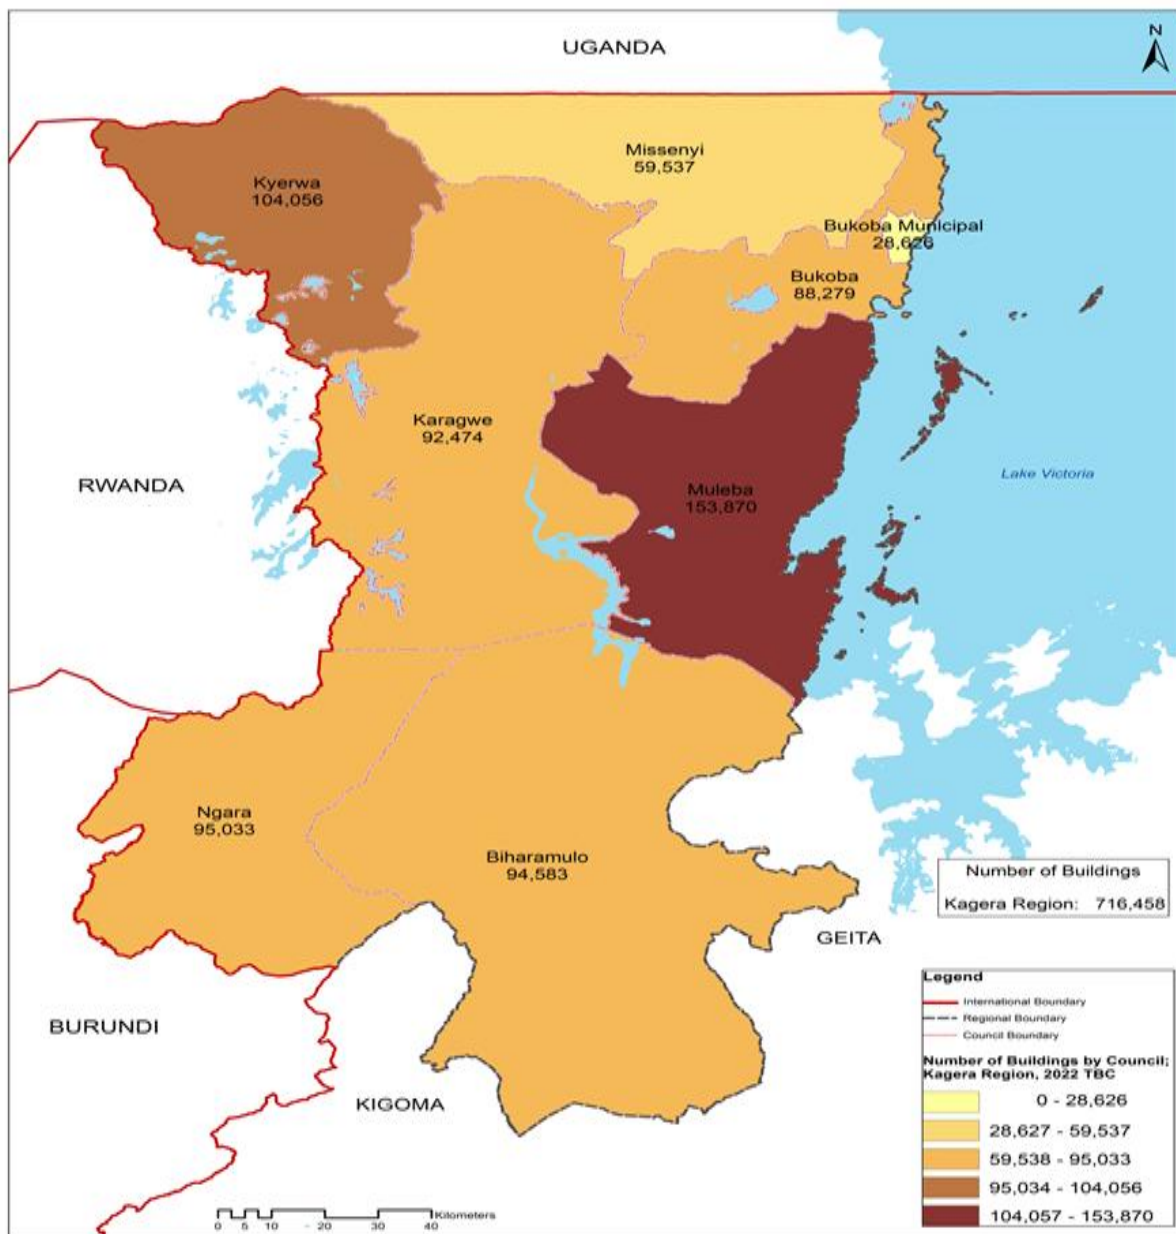 UGANDA
N
Missenyi
59,537
Kyerwa
104,056
Bukoba Municipal
28,626
Bukoba
88,279
Karagwe
92,474
Lake Victoria
RWANDA
Muleba
153,870
Ngara
95,033
Biharamulo
94,583
Number of Buildings
Kagera Region: 716,458
GEITA
BURUNDI
KIGOMA
Legend
International Boundary
Regional Boundary
Council Boundary
Number of Buildings by Council;
Kagera Region, 2022 TBC
0 - 28,626
28,627 - 59,537
59,538 - 95,033
95,034 - 104,056
104,057 - 153,870
Kilometers
0 5 10 20 30 40